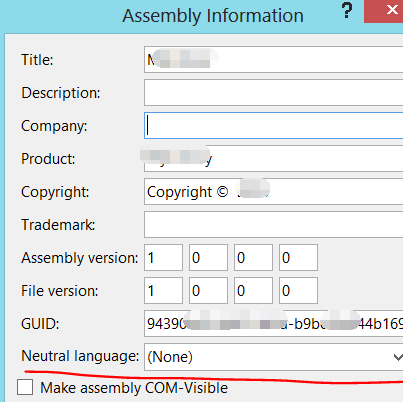 Assembly Information
?
Title:
Description:
Company:
Product:
Copyright: Copyright ©
Trademark:
Assembly version: 1 0 0 0
File version: 1 0 0 0
GUID:
Neutral language: (None)
Make assembly COM-Visible